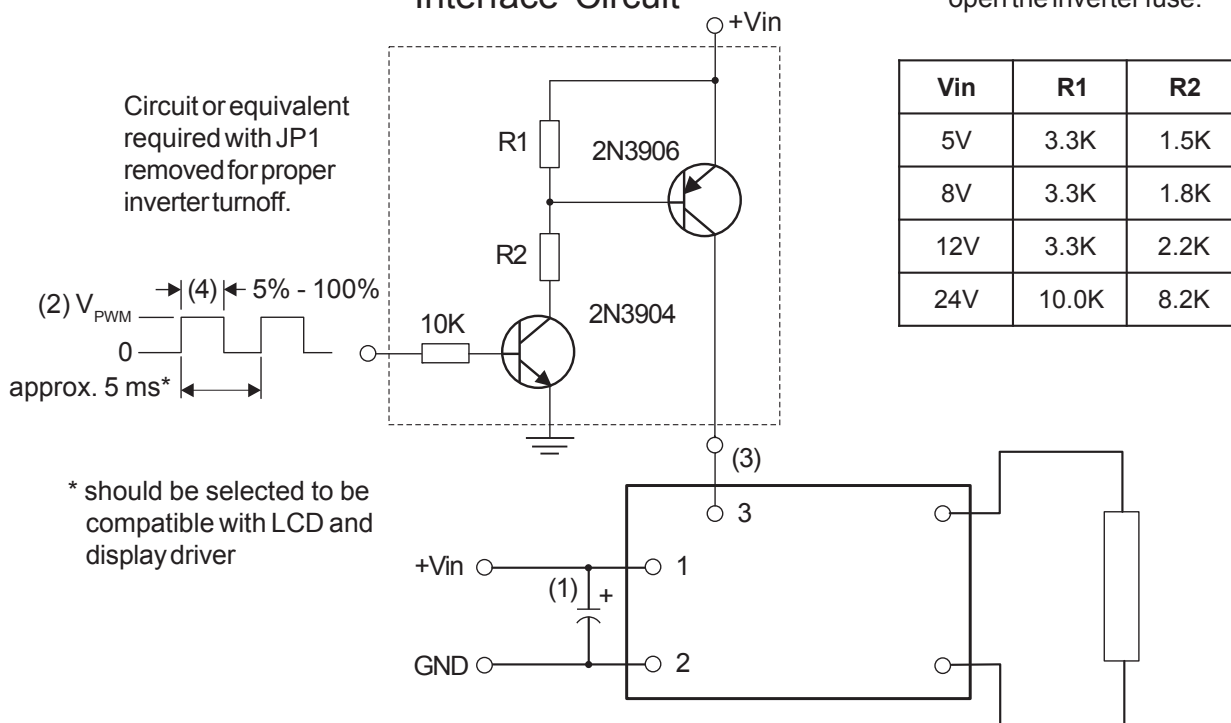 Interface Circuit
open the inverter fuse.
+Vin
Circuit or equivalent
required with JP1
removed for proper
inverter turnoff.
R1
2N3906
R2
2N3904
10K
(2) VPWM
(4)
5% - 100%
0
approx. 5 ms*
* should be selected to be
compatible with LCD and
display driver
Vin R1 R2
5V 3.3K 1.5K
8V 3.3K 1.8K
12V 3.3K 2.2K
24V 10.0K 8.2K
(3)
3
+Vin
1
(1)
+
GND
2